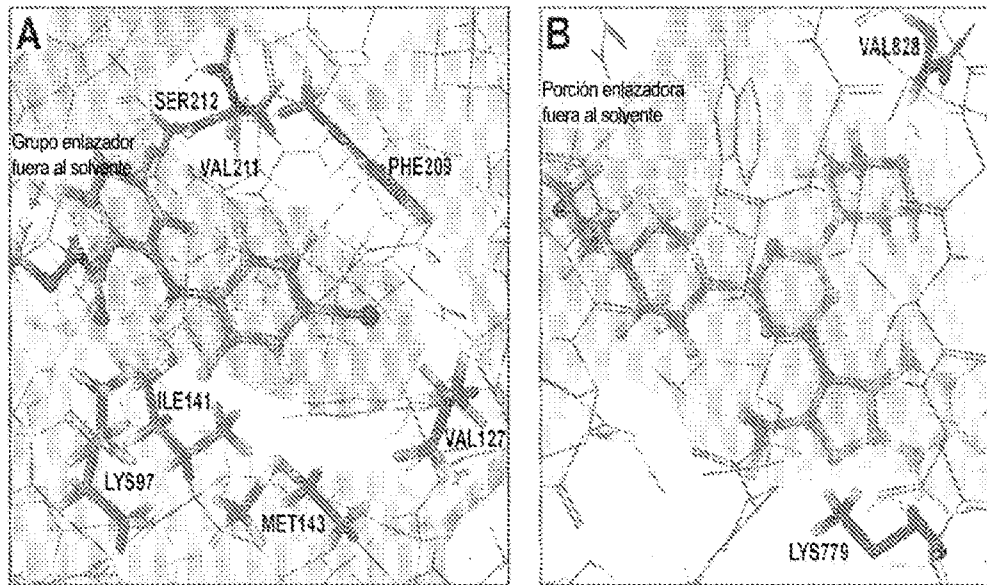 A
SER212
Grupo enlazador
fuera al solvente
VAL211
PHE209
ILE141
VAL127
LYS97
MET143
B
VAL828
Porción enlazadora
fuera al solvente
LYS779